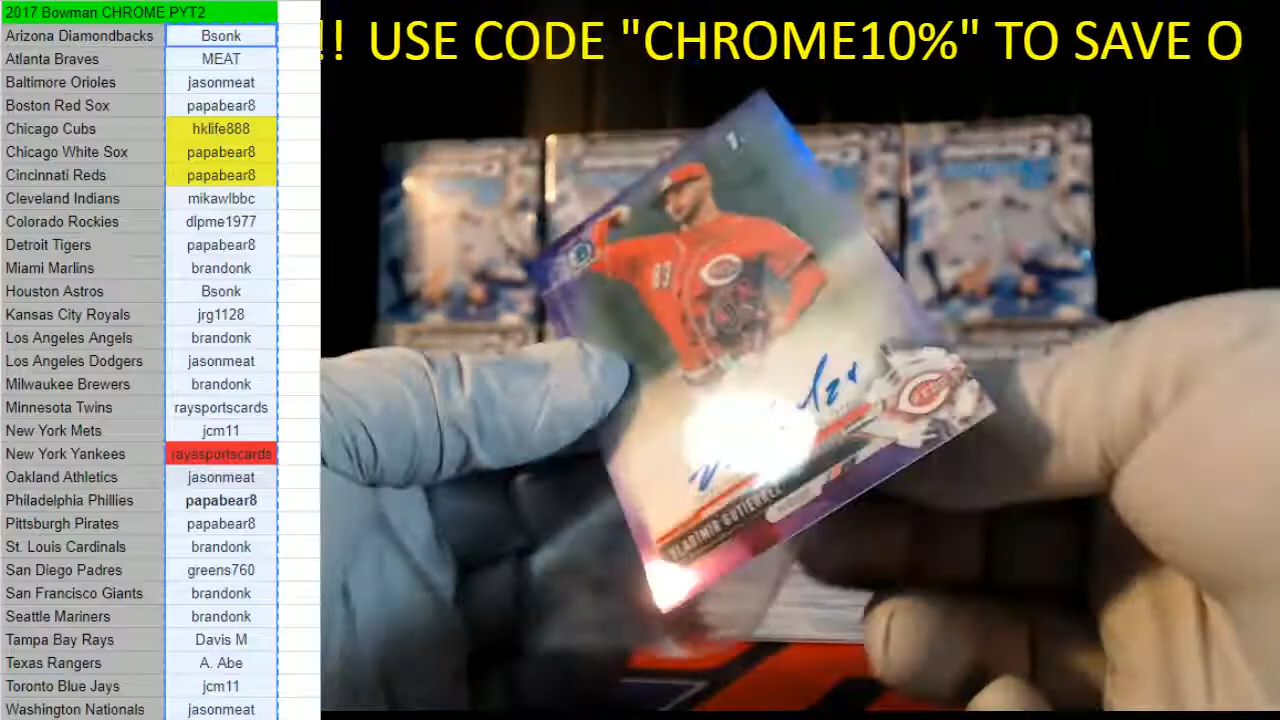 2017 Bowman CHROME PYT2
Arizona Diamondbacks Bsonk
Atlanta Braves MEAT
Baltimore Orioles jasonmeat
Boston Red Sox papabear8
Chicago Cubs hklife888
Chicago White Sox papabear8
Cincinnati Reds papabear8
Cleveland Indians mikawlbbc
Colorado Rockies dlpme1977
Detroit Tigers papabear8
Miami Marlins brandonk
Houston Astros Bsonk
Kansas City Royals jrg1128
Los Angeles Angels brandonk
Los Angeles Dodgers jasonmeat
Milwaukee Brewers brandonk
Minnesota Twins raysportscards
New York Mets jcm11
New York Yankees rayssportscards
Oakland Athletics jasonmeat
Philadelphia Phillies papabear8
Pittsburgh Pirates papabear8
St. Louis Cardinals brandonk
San Diego Padres greens760
San Francisco Giants brandonk
Seattle Mariners brandonk
Tampa Bay Rays Davis M
Texas Rangers A. Abe
Toronto Blue Jays jcm11
Washington Nationals jasonmeat
!! USE CODE "CHROME10%" TO SAVE O
VLADIMIR GUTIERREZ
REDS